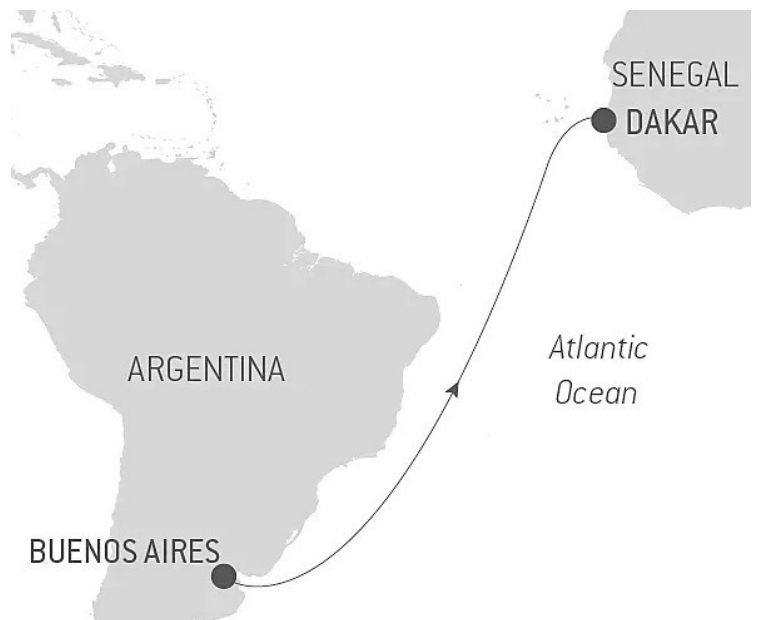 SENEGAL
DAKAR
Atlantic
Ocean
ARGENTINA
BUENOS AIRES